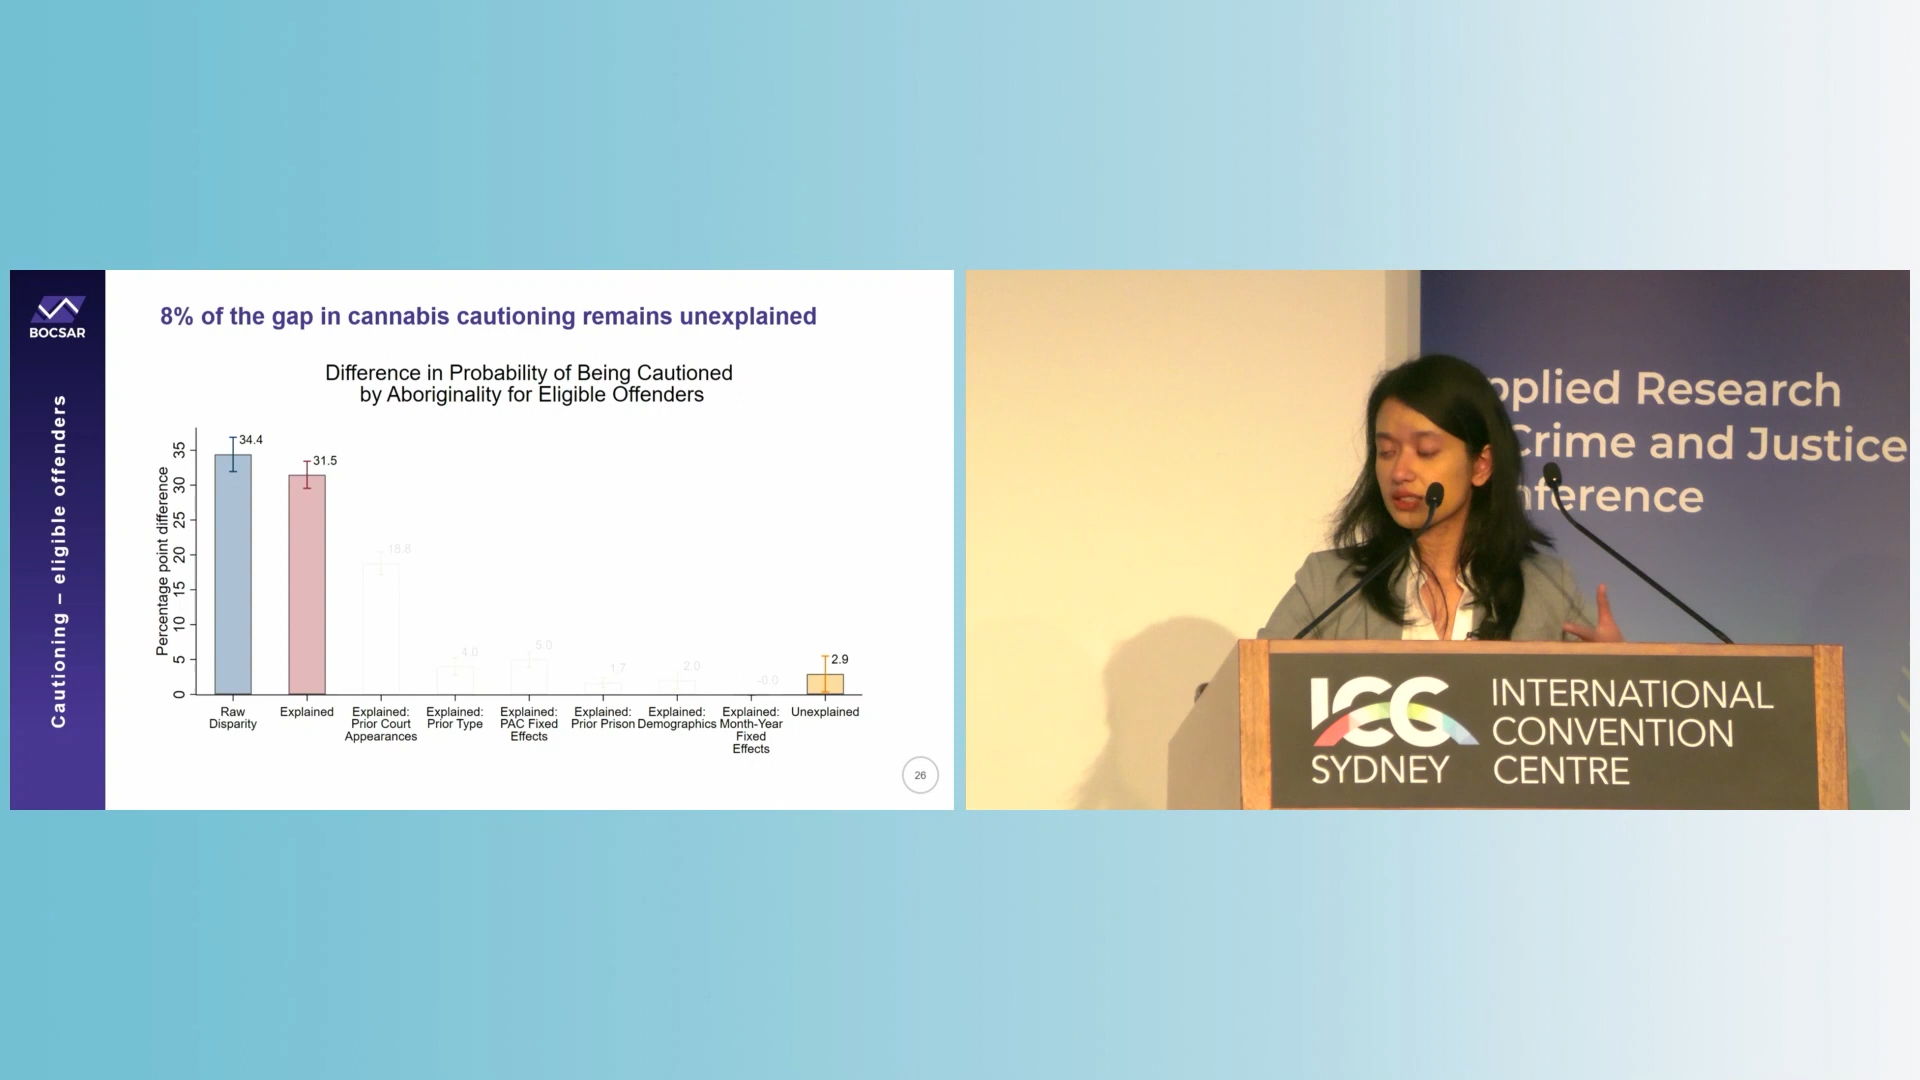 BOCSAR
Cautioning – eligible offenders
8% of the gap in cannabis cautioning remains unexplained
Difference in Probability of Being Cautioned
by Aboriginality for Eligible Offenders
Percentage point difference
35
30
25
20
15
10
5
0
34.4
31.5
18.8
4.0
5.0
1.7
2.0
-0.0
2.9
Raw
Disparity
Explained
Explained:
Prior Court
Appearances
Explained:
Prior Type
Explained:
PAC Fixed
Effects
Explained:
Prior Prison
Explained:
Demographics
Explained:
Month-Year
Fixed
Effects
Unexplained
26
pplied Research
Crime and Justice
nference
ICC
SYDNEY
INTERNATIONAL
CONVENTION
CENTRE